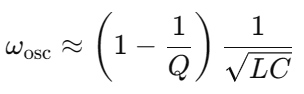 ω_osc ≈ (1 − 1/Q) 1/√LC